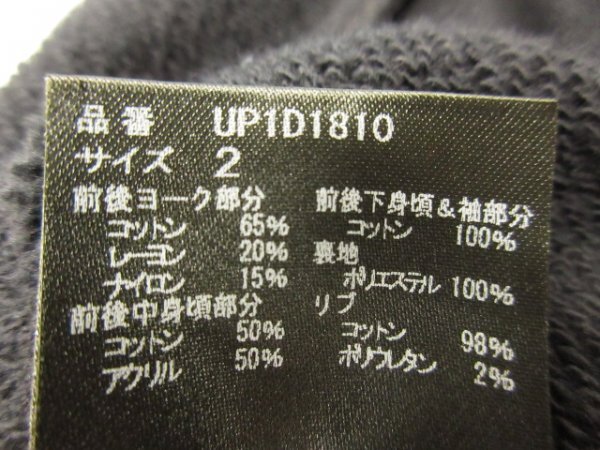 品番 UP1D1810
サイズ 2
前後ヨーク部分
コットン 65%
レーヨン 20%
ナイロン 15%
前後中身頃部分
コットン 50%
アクリル 50%
前後下身頃&袖部分
コットン 100%
裏地
ポリエステル 100%
リブ
コットン 98%
ポリウレタン 2%